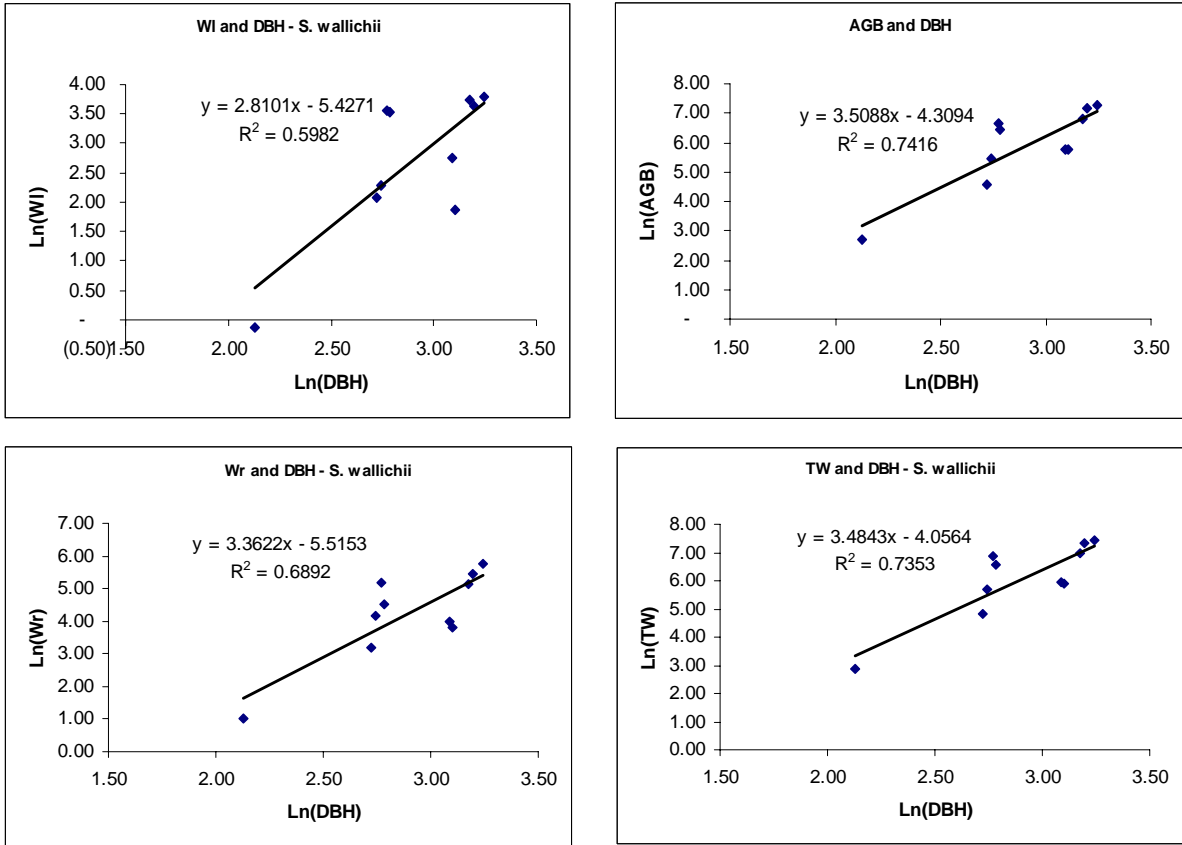 WI and DBH - S. wallichii
y = 2.8101x - 5.4271
R² = 0.5982
Ln(WI)
4.00
3.50
3.00
2.50
2.00
1.50
1.00
0.50
-
(0.50)
1.50 2.00 2.50 3.00 3.50
Ln(DBH)
AGB and DBH
y = 3.5088x - 4.3094
R² = 0.7416
Ln(AGB)
8.00
7.00
6.00
5.00
4.00
3.00
2.00
1.00
-
1.50 2.00 2.50 3.00 3.50
Ln(DBH)
Wr and DBH - S. wallichii
y = 3.3622x - 5.5153
R² = 0.6892
Ln(Wr)
7.00
6.00
5.00
4.00
3.00
2.00
1.00
0.00
1.50 2.00 2.50 3.00 3.50
Ln(DBH)
TW and DBH - S. wallichii
y = 3.4843x - 4.0564
R² = 0.7353
Ln(TW)
8.00
7.00
6.00
5.00
4.00
3.00
2.00
1.00
0.00
1.50 2.00 2.50 3.00 3.50
Ln(DBH)